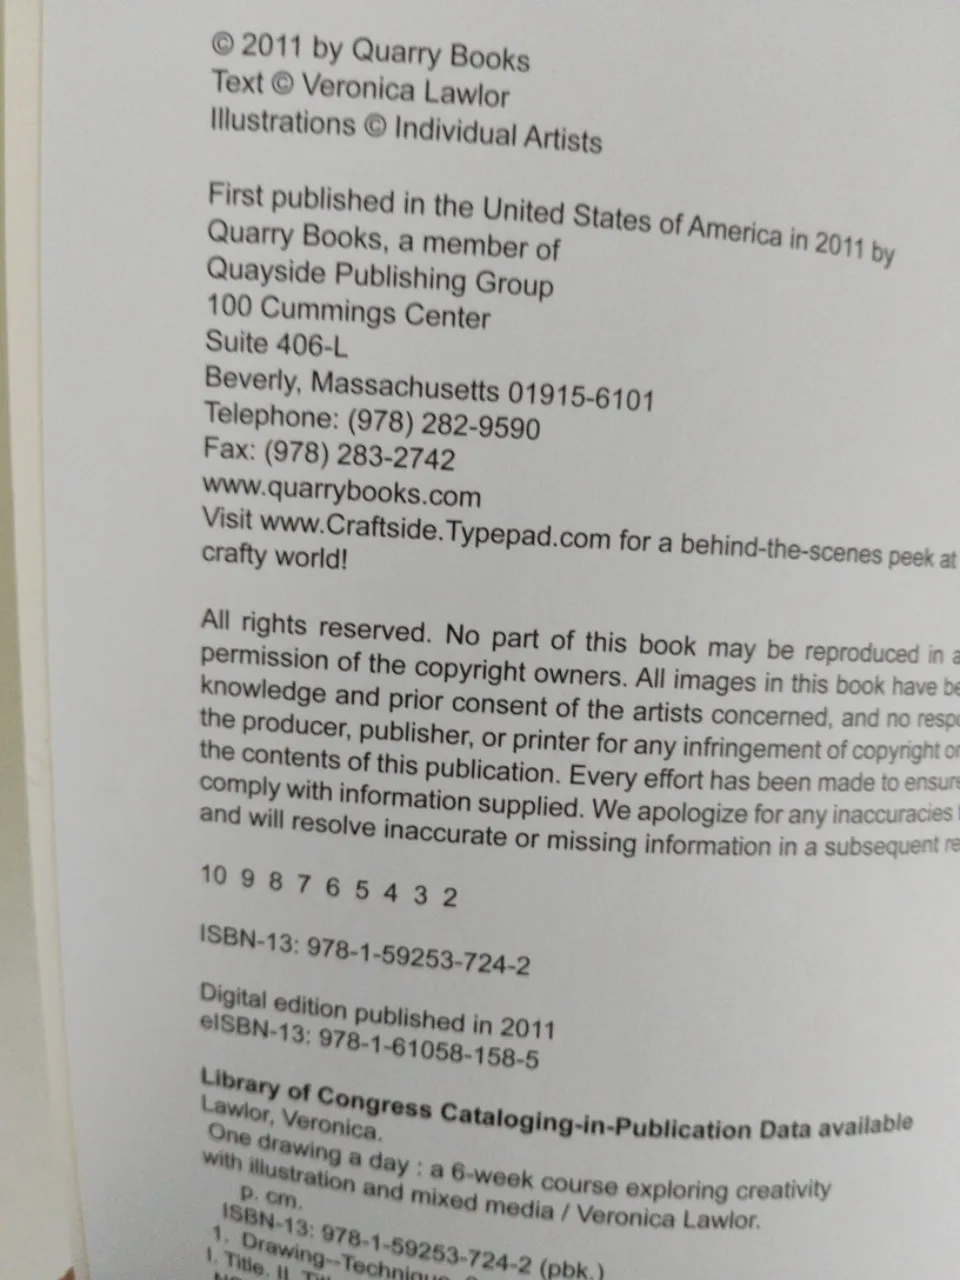 © 2011 by Quarry Books
Text © Veronica Lawlor
Illustrations © Individual Artists
First published in the United States of America in 2011 by
Quarry Books, a member of
Quayside Publishing Group
100 Cummings Center
Suite 406-L
Beverly, Massachusetts 01915-6101
Telephone: (978) 282-9590
Fax: (978) 283-2742
www.quarrybooks.com
Visit www.Craftside.Typepad.com for a behind-the-scenes peek at
crafty world!
All rights reserved. No part of this book may be reproduced in
permission of the copyright owners. All images in this book have
knowledge and prior consent of the artists concerned, and no
the producer, publisher, or printer for any infringement of copyright or
the contents of this publication. Every effort has been made to ensure
comply with information supplied. We apologize for any inaccuracies
and will resolve inaccurate or missing information in a subsequent
10 9 8 7 6 5 4 3 2
ISBN-13: 978-1-59253-724-2
Digital edition published in 2011
eISBN-13: 978-1-61058-158-5
Library of Congress Cataloging-in-Publication Data available
Lawlor, Veronica.
One drawing a day : a 6-week course exploring creativity
with illustration and mixed media / Veronica Lawlor.
p. cm.
ISBN-13: 978-1-59253-724-2 (pbk.)
1. Drawing--Technique.
I. Title. II.